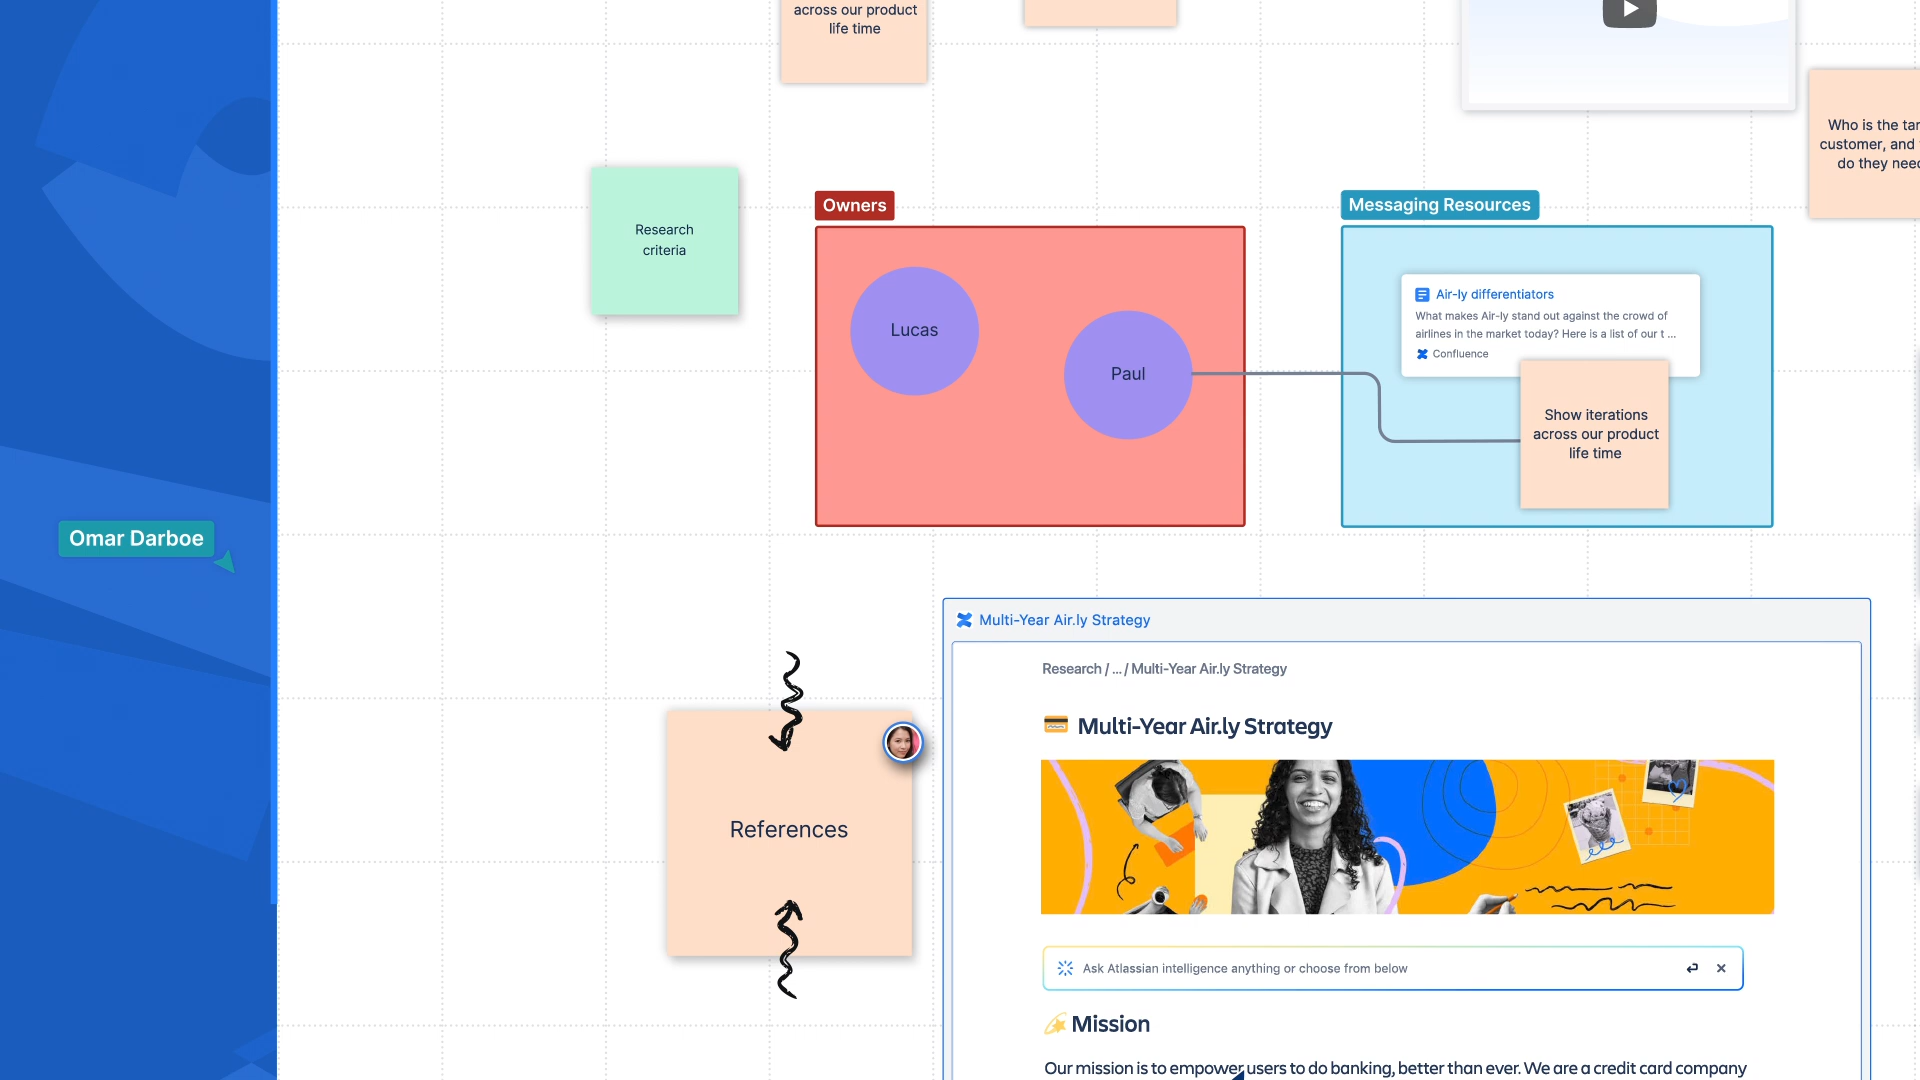 across our product
life time
Who is the tar
customer, and
do they need
Research
criteria
Owners
Lucas
Paul
Messaging Resources
Air-ly differentiators
What makes Air-ly stand out against the crowd of
airlines in the market today? Here is a list of our t ...
Confluence
Show iterations
across our product
life time
Omar Darboe
References
Multi-Year Air.ly Strategy
Research / ... / Multi-Year Air.ly Strategy
Multi-Year Air.ly Strategy
Ask Atlassian intelligence anything or choose from below
Mission
Our mission is to empower users to do banking, better than ever. We are a credit card company